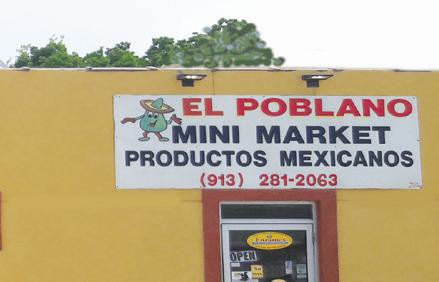 EL POBLANO
MINI MARKET
PRODUCTOS MEXICANOS
(913) 281-2063
OPEN